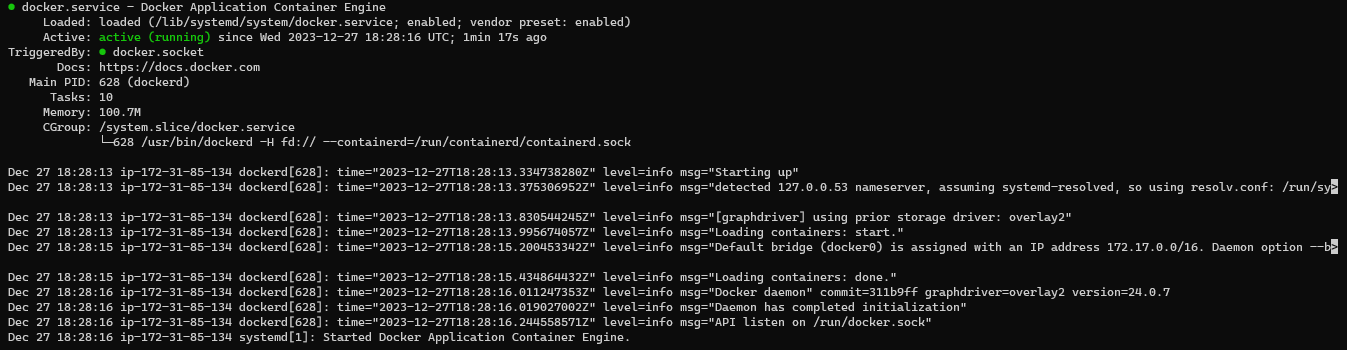 ● docker.service - Docker Application Container Engine
Loaded: loaded (/lib/systemd/system/docker.service; enabled; vendor preset: enabled)
Active: active (running) since Wed 2023-12-27 18:28:16 UTC; 1min 17s ago
TriggeredBy: ● docker.socket
Docs: https://docs.docker.com
Main PID: 628 (dockerd)
Tasks: 10
Memory: 100.7M
CGroup: /system.slice/docker.service
└─628 /usr/bin/dockerd -H fd:// --containerd=/run/containerd/containerd.sock
Dec 27 18:28:13 ip-172-31-85-134 dockerd[628]: time="2023-12-27T18:28:13.334738280Z" level=info msg="Starting up"
Dec 27 18:28:13 ip-172-31-85-134 dockerd[628]: time="2023-12-27T18:28:13.375306952Z" level=info msg="detected 127.0.0.53 nameserver, assuming systemd-resolved, so using resolv.conf: /run/sy>
Dec 27 18:28:13 ip-172-31-85-134 dockerd[628]: time="2023-12-27T18:28:13.830544245Z" level=info msg="[graphdriver] using prior storage driver: overlay2"
Dec 27 18:28:13 ip-172-31-85-134 dockerd[628]: time="2023-12-27T18:28:13.995674057Z" level=info msg="Loading containers: start."
Dec 27 18:28:15 ip-172-31-85-134 dockerd[628]: time="2023-12-27T18:28:15.200453342Z" level=info msg="Default bridge (docker0) is assigned with an IP address 172.17.0.0/16. Daemon option --b>
Dec 27 18:28:15 ip-172-31-85-134 dockerd[628]: time="2023-12-27T18:28:15.434864432Z" level=info msg="Loading containers: done."
Dec 27 18:28:16 ip-172-31-85-134 dockerd[628]: time="2023-12-27T18:28:16.011247353Z" level=info msg="Docker daemon" commit=311b9ff graphdriver=overlay2 version=24.0.7
Dec 27 18:28:16 ip-172-31-85-134 dockerd[628]: time="2023-12-27T18:28:16.019027002Z" level=info msg="Daemon has completed initialization"
Dec 27 18:28:16 ip-172-31-85-134 dockerd[628]: time="2023-12-27T18:28:16.244558571Z" level=info msg="API listen on /run/docker.sock"
Dec 27 18:28:16 ip-172-31-85-134 systemd[1]: Started Docker Application Container Engine.